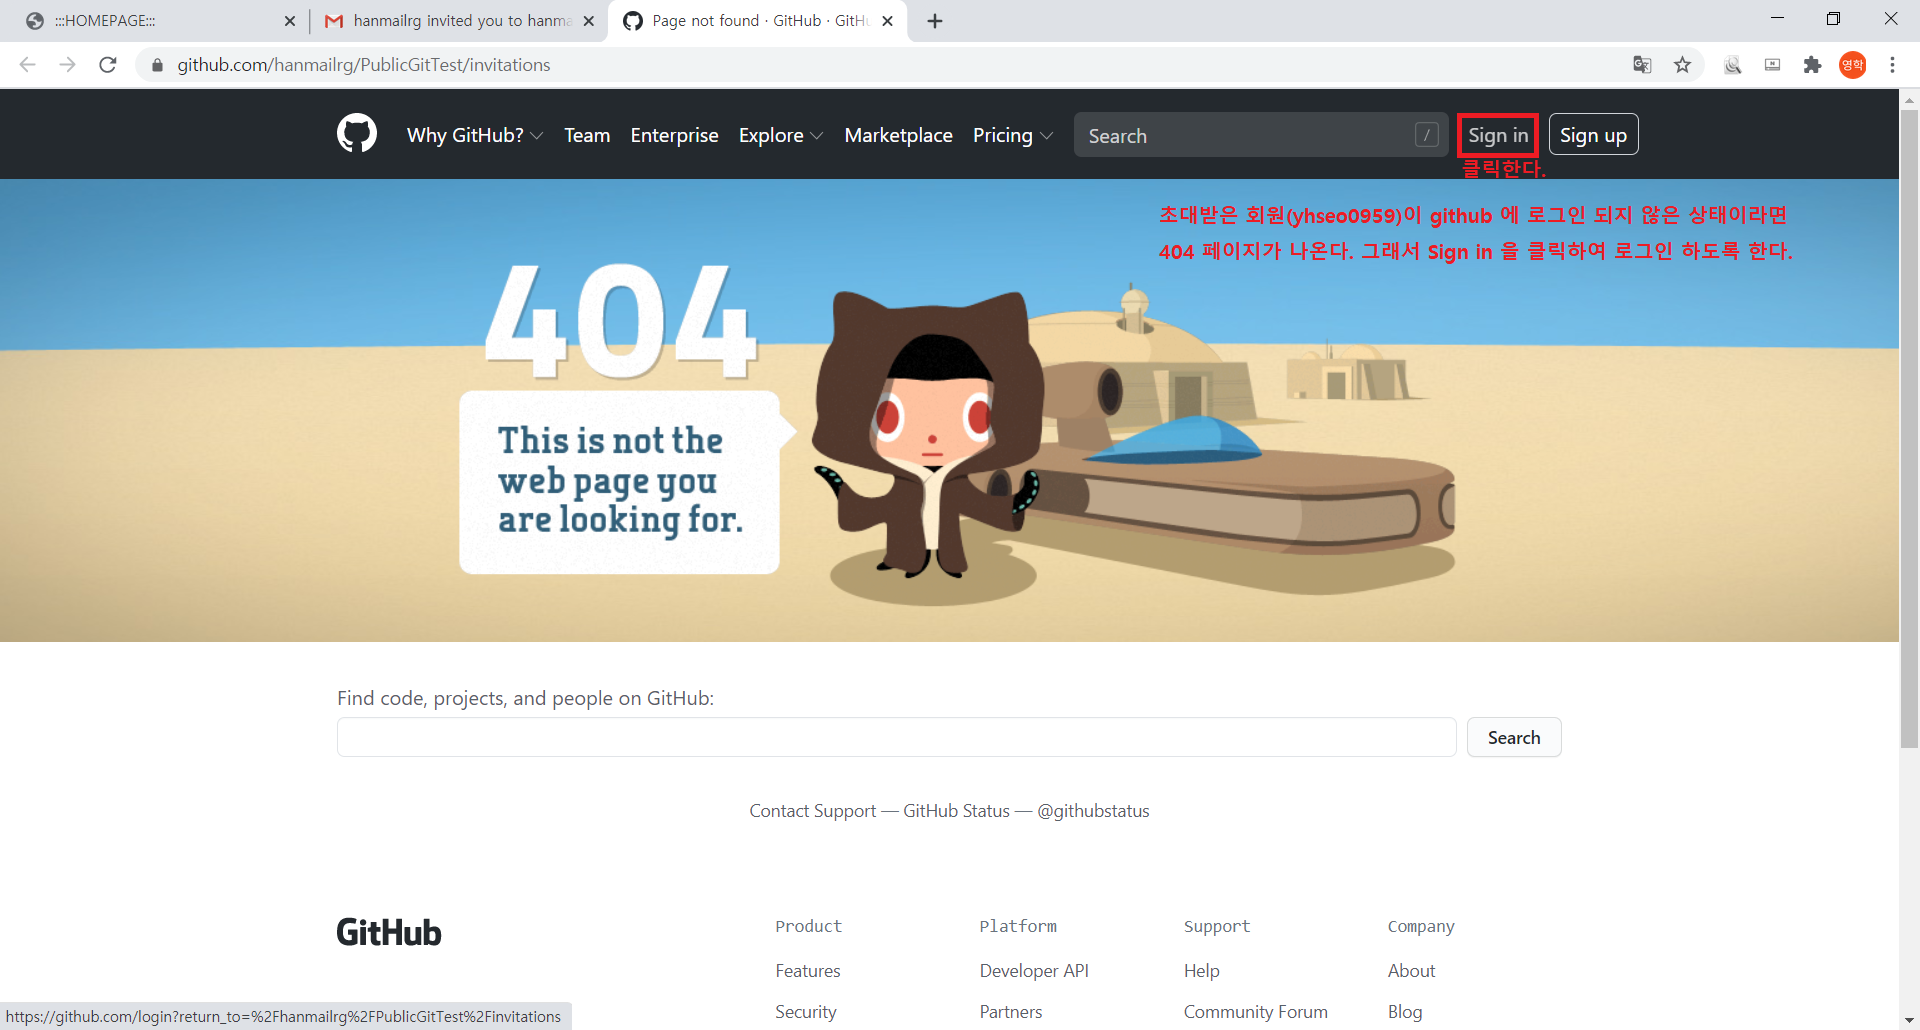 :::HOMEPAGE:::
hanmailrg invited you to hanma
Page not found · GitHub · GitHu
github.com/hanmailrg/PublicGitTest/invitations
영학
Why GitHub? Team Enterprise Explore Marketplace Pricing Search / Sign in Sign up
클릭한다.
초대받은 회원(yhseo0959)이 github 에 로그인 되지 않은 상태이라면
404 페이지가 나온다. 그래서 Sign in 을 클릭하여 로그인 하도록 한다.
404
This is not the
web page you
are looking for.
Find code, projects, and people on GitHub:
Search
Contact Support — GitHub Status — @githubstatus
GitHub
Product Platform Support Company
Features Developer API Help About
Security Partners Community Forum Blog
https://github.com/login?return_to=%2Fhanmailrg%2FPublicGitTest%2Finvitations